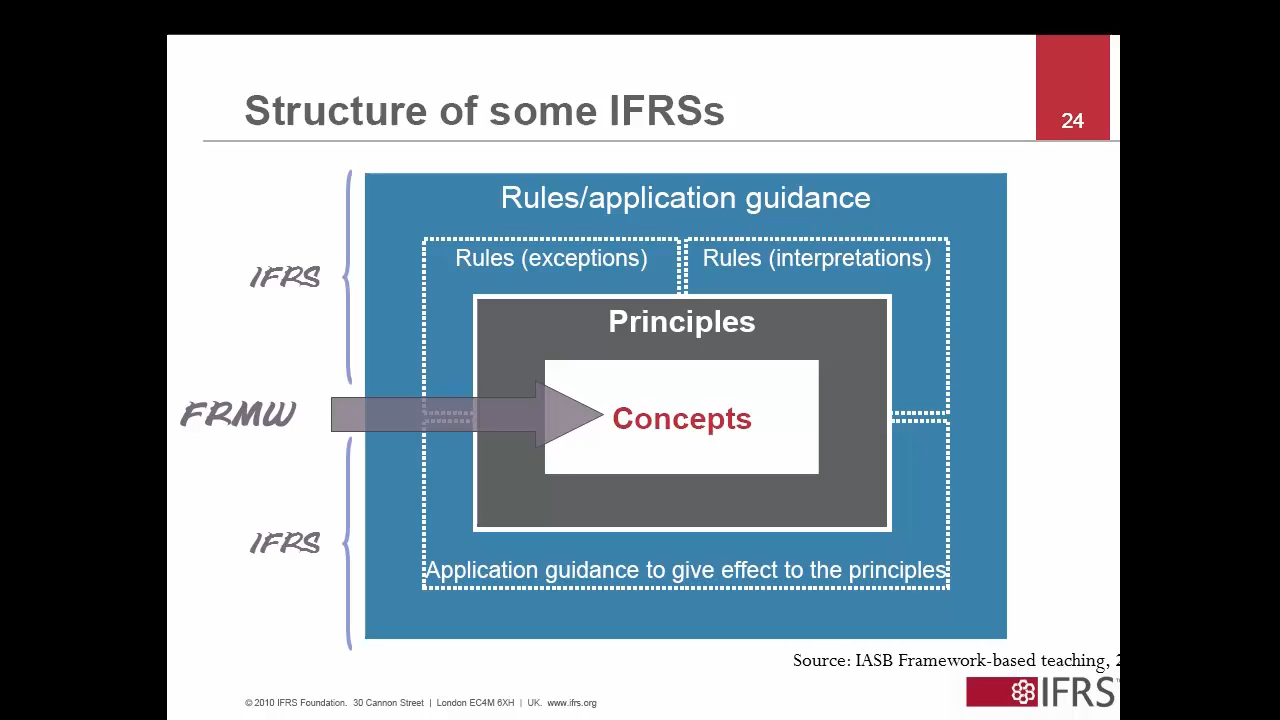 Structure of some IFRSs
24
Rules/application guidance
Rules (exceptions)
Rules (interpretations)
IFRS
Principles
FRMW
Concepts
IFRS
Application guidance to give effect to the principles
Source: IASB Framework-based teaching,
© 2010 IFRS Foundation. 30 Cannon Street | London EC4M 6XH | UK. www.ifrs.org
IFRS